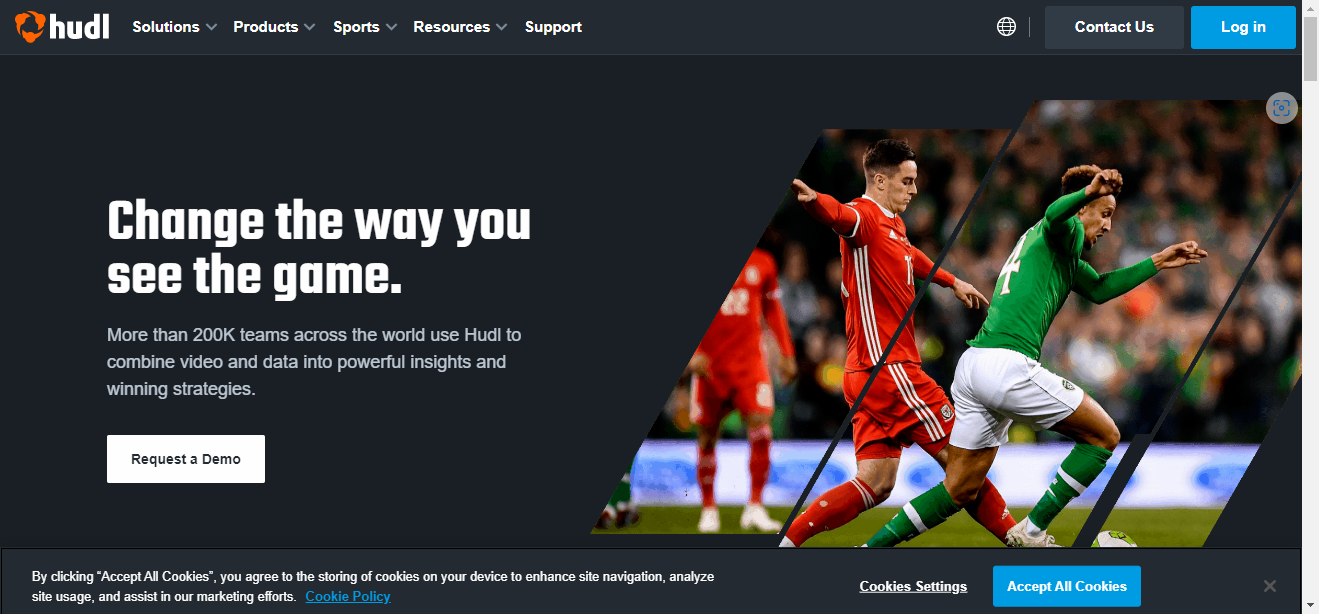 hudl
Solutions
Products
Sports
Resources
Support
Contact Us
Log in
Change the way you
see the game.
More than 200K teams across the world use Hudl to
combine video and data into powerful insights and
winning strategies.
Request a Demo
By clicking “Accept All Cookies”, you agree to the storing of cookies on your device to enhance site navigation, analyze
site usage, and assist in our marketing efforts. Cookie Policy
Cookies Settings
Accept All Cookies